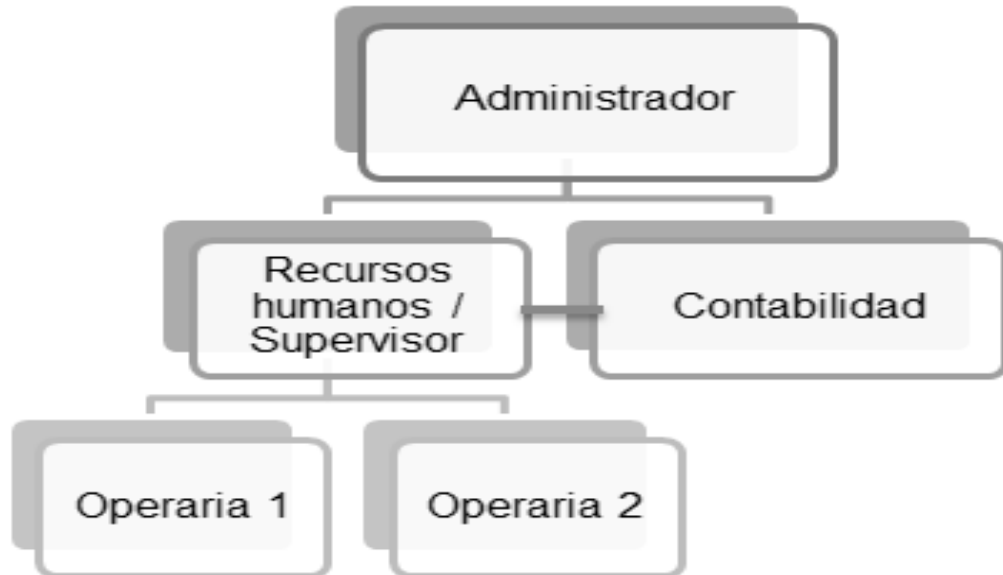 Administrador
Recursos
humanos /
Supervisor
Contabilidad
Operaria 1
Operaria 2